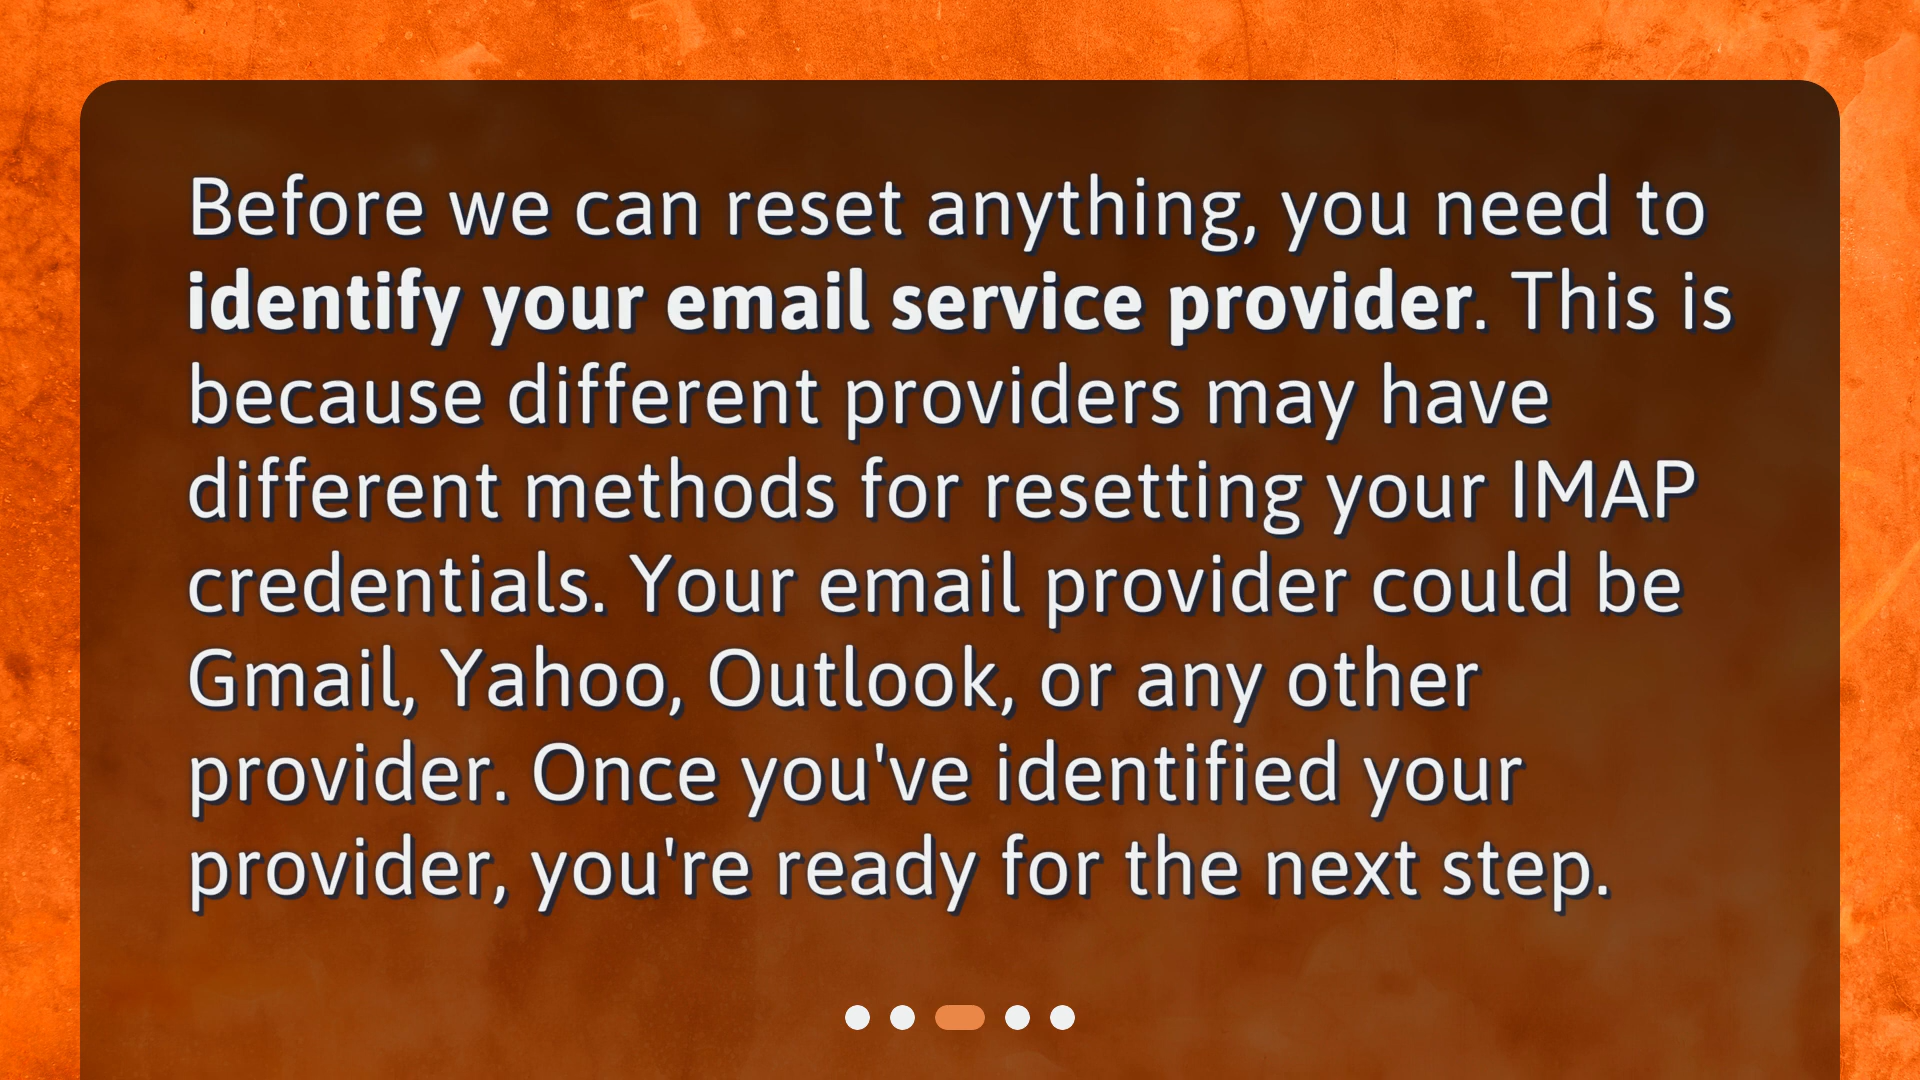 Before we can reset anything, you need to
identify your email service provider. This is
because different providers may have
different methods for resetting your IMAP
credentials. Your email provider could be
Gmail, Yahoo, Outlook, or any other
provider. Once you've identified your
provider, you're ready for the next step.